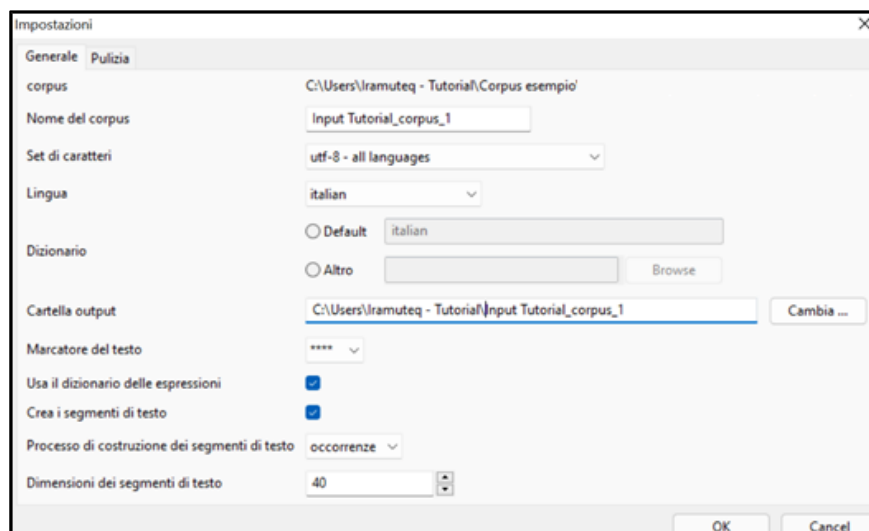 Impostazioni
Generale Pulizia
corpus C:\Users\Iramuteq - Tutorial\Corpus esempio'
Nome del corpus Input Tutorial_corpus_1
Set di caratteri utf-8 - all languages
Lingua italian
Dizionario
Default italian
Altro Browse
Cartella output C:\Users\Iramuteq - Tutorial\Input Tutorial_corpus_1 Cambia ...
Marcatore del testo ****
Usa il dizionario delle espressioni
Crea i segmenti di testo
Processo di costruzione dei segmenti di testo occorrenze
Dimensioni dei segmenti di testo 40
OK Cancel